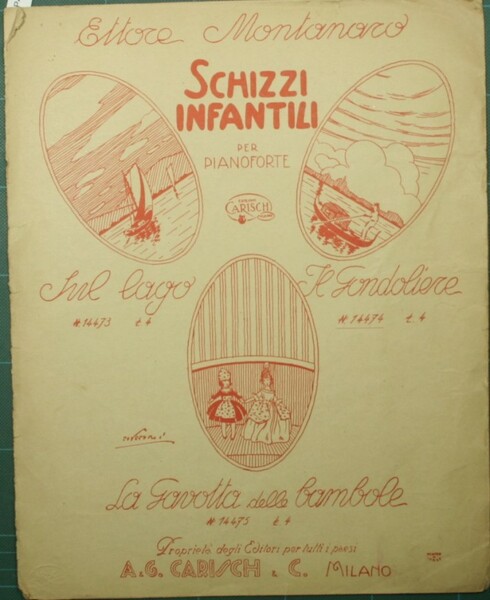 Ettore Montanaro
SCHIZZI
INFANTILI
PER
PIANOFORTE
CARISCH
Sul lago
Il Gondoliere
N. 14473 £ 4
N. 14474 £. 4
La Gavotta delle bambole
N. 14475 £. 4
Proprietà degli Editori per tutti i paesi
A. G. CARISCH & C. MILANO